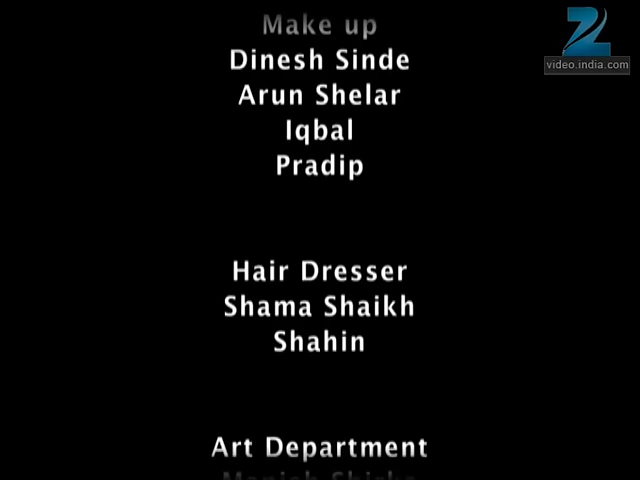 Make up
Dinesh Sinde
Arun Shelar
Iqbal
Pradip
Hair Dresser
Shama Shaikh
Shahin
Art Department
video.india.com